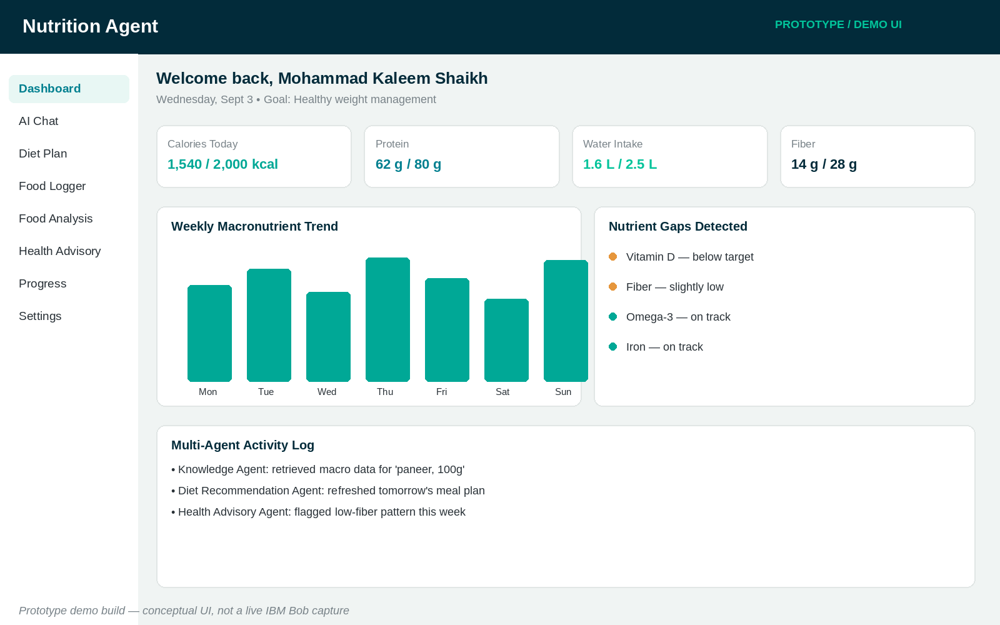 Nutrition Agent
PROTOTYPE / DEMO UI
Dashboard
AI Chat
Diet Plan
Food Logger
Food Analysis
Health Advisory
Progress
Settings
Welcome back, Mohammad Kaleem Shaikh
Wednesday, Sept 3 • Goal: Healthy weight management
Calories Today
1,540 / 2,000 kcal
Protein
62 g / 80 g
Water Intake
1.6 L / 2.5 L
Fiber
14 g / 28 g
Weekly Macronutrient Trend
Mon Tue Wed Thu Fri Sat Sun
Nutrient Gaps Detected
Vitamin D — below target
Fiber — slightly low
Omega-3 — on track
Iron — on track
Multi-Agent Activity Log
• Knowledge Agent: retrieved macro data for 'paneer, 100g'
• Diet Recommendation Agent: refreshed tomorrow's meal plan
• Health Advisory Agent: flagged low-fiber pattern this week
Prototype demo build — conceptual UI, not a live IBM Bob capture